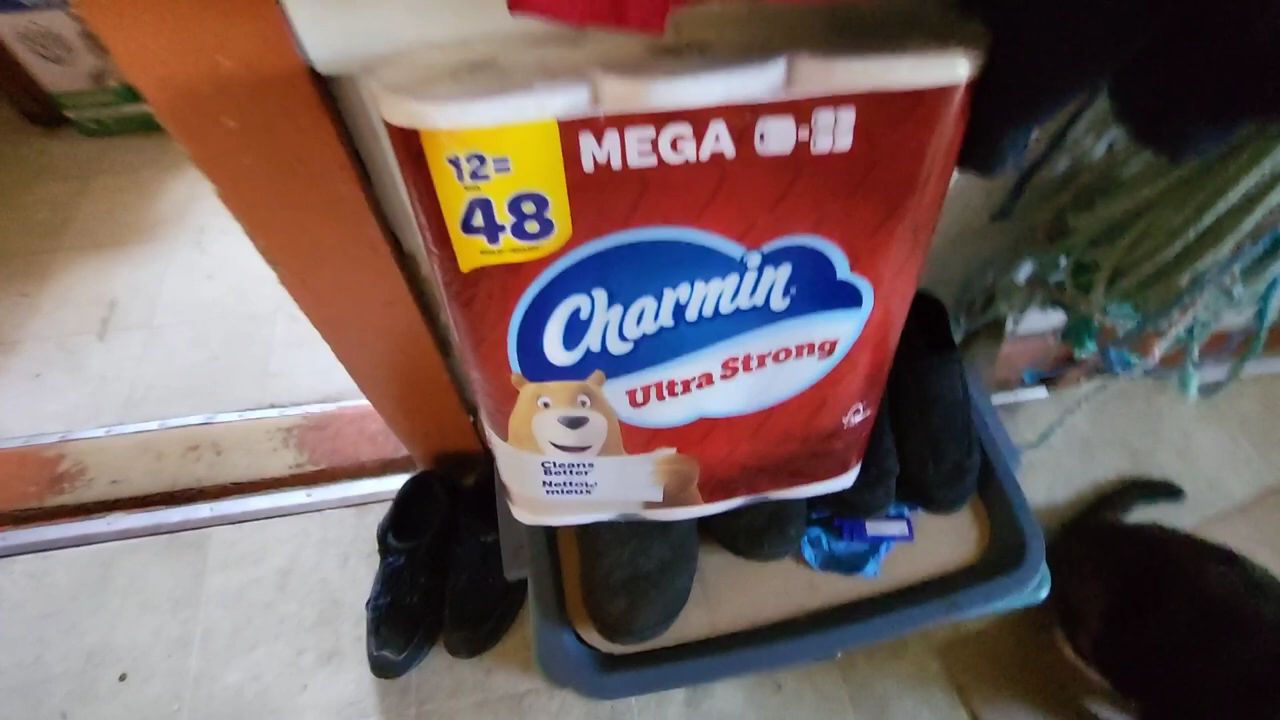 12=
48
MEGA
Charmin
Ultra Strong
Cleans
Better
Nettoie
mieux